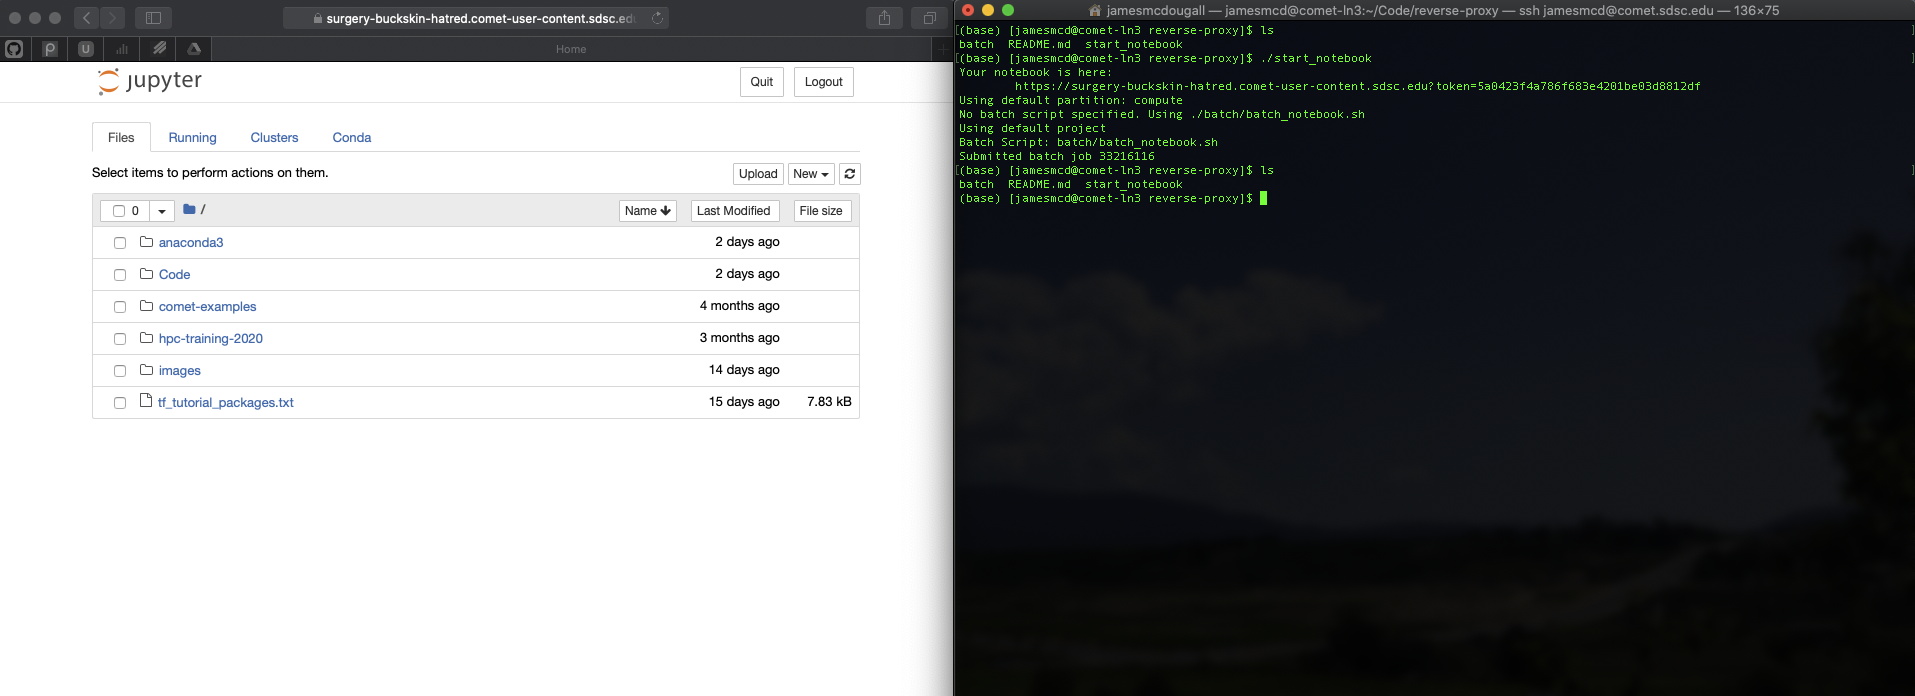 surgery-buckskin-hatred.comet-user-content.sdsc.edu
Home
jupyter
Quit
Logout
Files
Running
Clusters
Conda
Select items to perform actions on them.
Upload
New
0
/
Name
Last Modified
File size
anaconda3 2 days ago
Code 2 days ago
comet-examples 4 months ago
hpc-training-2020 3 months ago
images 14 days ago
tf_tutorial_packages.txt 15 days ago 7.83 kB
jamesmcdougall — jamesmcd@comet-ln3:~/Code/reverse-proxy — ssh jamesmcd@comet.sdsc.edu — 136×75
[(base) [jamesmcd@comet-ln3 reverse-proxy]$ ls ]
batch README.md start_notebook
[(base) [jamesmcd@comet-ln3 reverse-proxy]$ ./start_notebook ]
Your notebook is here:
https://surgery-buckskin-hatred.comet-user-content.sdsc.edu?token=5a0423f4a786f683e4201be03d8812df
Using default partition: compute
No batch script specified. Using ./batch/batch_notebook.sh
Using default project
Batch Script: batch/batch_notebook.sh
Submitted batch job 33216116
[(base) [jamesmcd@comet-ln3 reverse-proxy]$ ls ]
batch README.md start_notebook
(base) [jamesmcd@comet-ln3 reverse-proxy]$